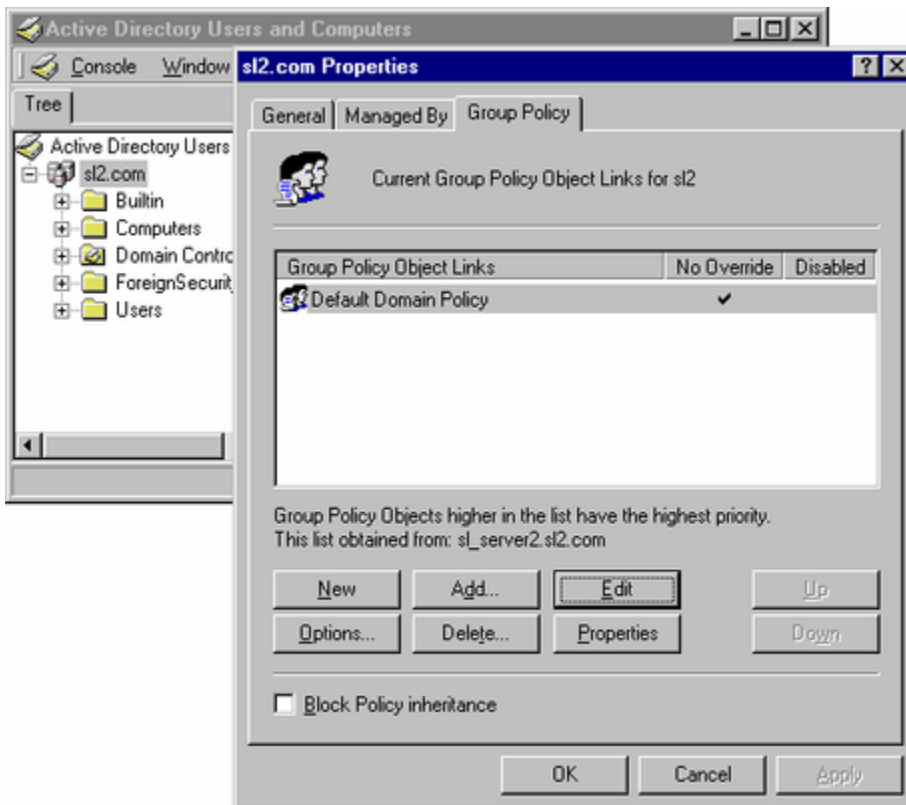 Active Directory Users and Computers
Console Window
Tree
Active Directory Users
sl2.com
Builtin
Computers
Domain Contro
ForeignSecurit
Users
sl2.com Properties
General Managed By Group Policy
Current Group Policy Object Links for sl2
Group Policy Object Links No Override Disabled
Default Domain Policy
Group Policy Objects higher in the list have the highest priority.
This list obtained from: sl_server2.sl2.com
New Add... Edit Up
Options... Delete... Properties Down
Block Policy inheritance
OK Cancel Apply